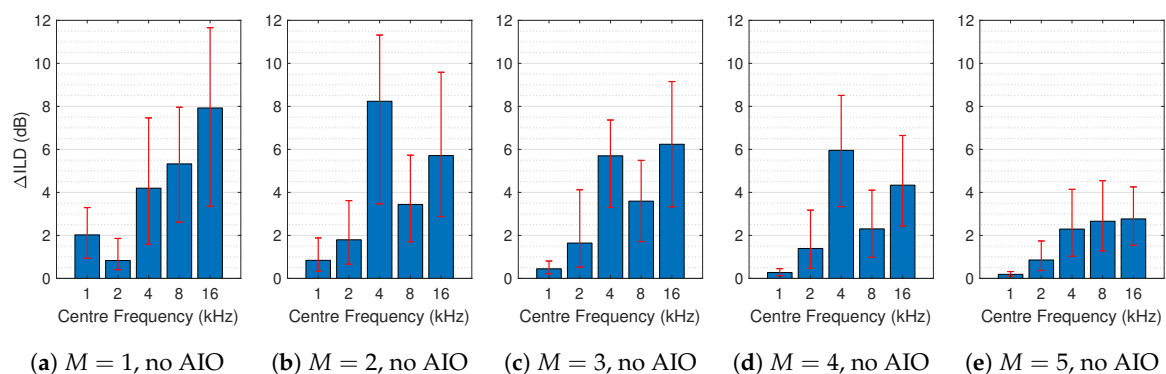 12 12 12 12 12
10 10 10 10 10
8 8 8 8 8
6 6 6 6 6
4 4 4 4 4
2 2 2 2 2
0 0 0 0 0
ΔILD (dB)
1 2 4 8 16 1 2 4 8 16 1 2 4 8 16 1 2 4 8 16 1 2 4 8 16
Centre Frequency (kHz) Centre Frequency (kHz) Centre Frequency (kHz) Centre Frequency (kHz) Centre Frequency (kHz)
(a) M = 1, no AIO (b) M = 2, no AIO (c) M = 3, no AIO (d) M = 4, no AIO (e) M = 5, no AIO